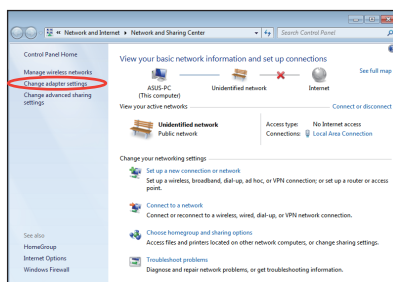 « Network and Internet ▸ Network and Sharing Center
Search Control Panel
Control Panel Home
Manage wireless networks
Change adapter settings
Change advanced sharing
settings
See also
HomeGroup
Internet Options
Windows Firewall
View your basic network information and set up connections
See full map
ASUS-PC
(This computer)
Unidentified network
Internet
View your active networks
Connect or disconnect
Unidentified network
Public network
Access type: No Internet access
Connections: Local Area Connection
Change your networking settings
Set up a new connection or network
Set up a wireless, broadband, dial-up, ad hoc, or VPN connection; or set up a router or access
point.
Connect to a network
Connect or reconnect to a wireless, wired, dial-up, or VPN network connection.
Choose homegroup and sharing options
Access files and printers located on other network computers, or change sharing settings.
Troubleshoot problems
Diagnose and repair network problems, or get troubleshooting information.